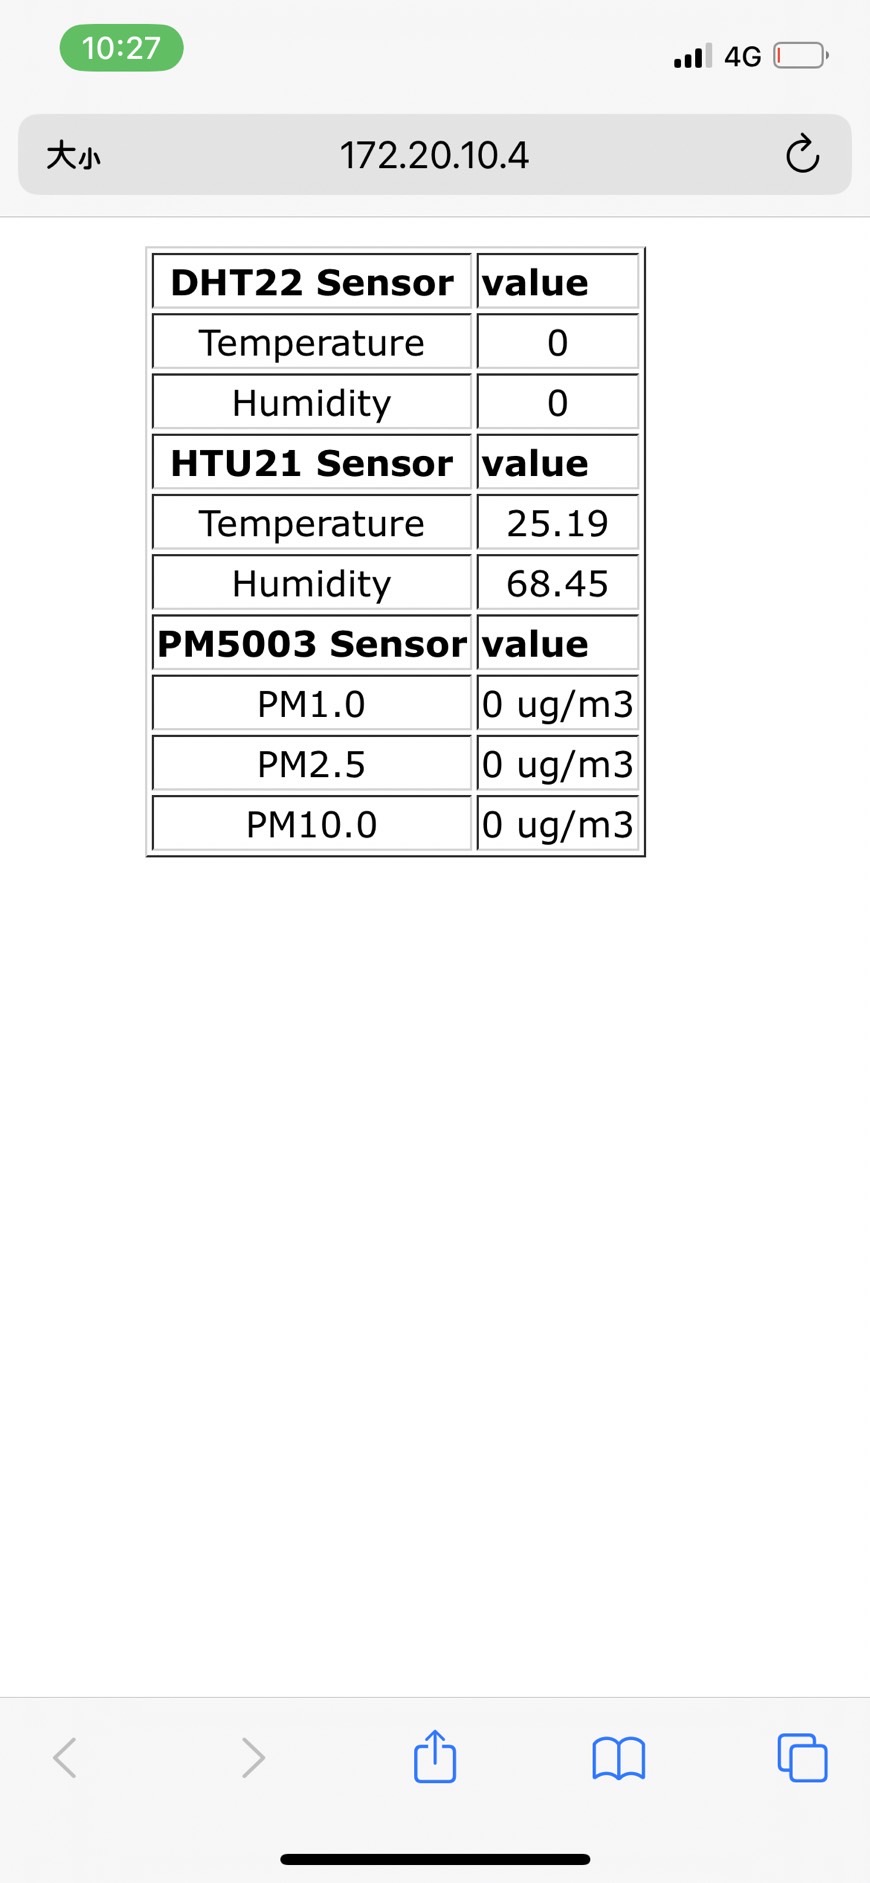 10:27 4G
大小 172.20.10.4
DHT22 Sensor value
Temperature 0
Humidity 0
HTU21 Sensor value
Temperature 25.19
Humidity 68.45
PM5003 Sensor value
PM1.0 0 ug/m3
PM2.5 0 ug/m3
PM10.0 0 ug/m3